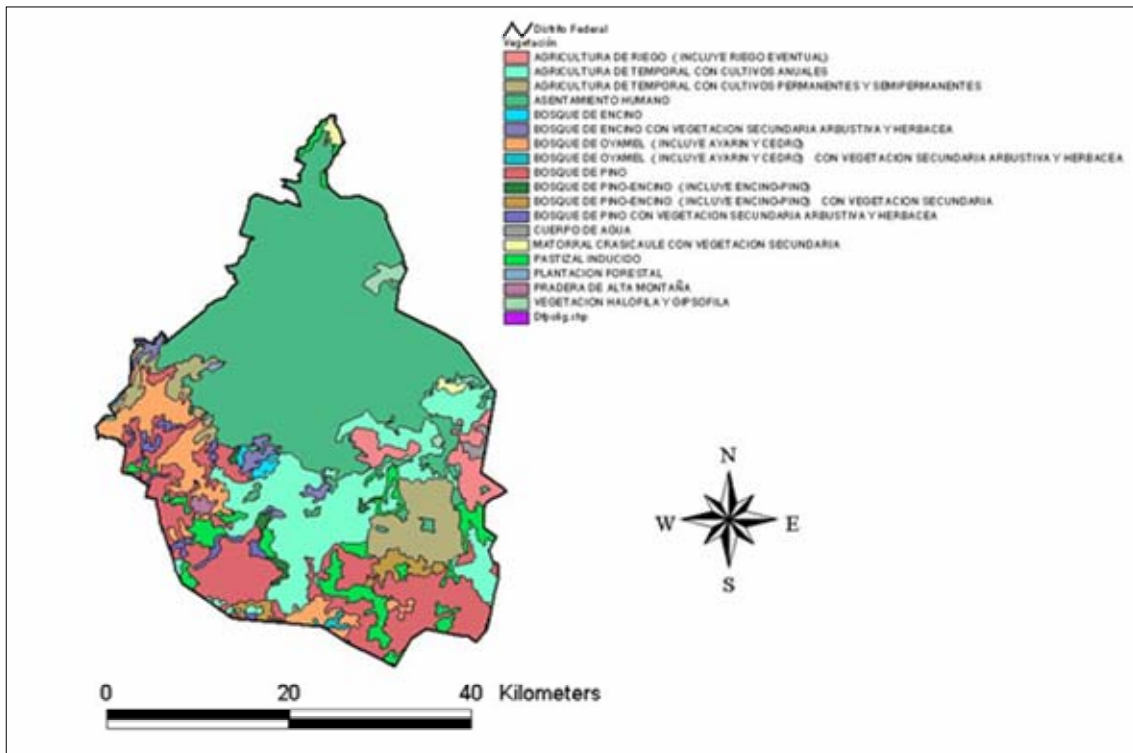 Distrito Federal
Vegetación
AGRICULTURA DE RIEGO ( INCLUYE RIEGO EVENTUAL)
AGRICULTURA DE TEMPORAL CON CULTIVOS ANUALES
AGRICULTURA DE TEMPORAL CON CULTIVOS PERMANENTES Y SEMIPERMANENTES
ASENTAMIENTO HUMANO
BOSQUE DE ENCINO
BOSQUE DE ENCINO CON VEGETACION SECUNDARIA ARBUSTIVA Y HERBACEA
BOSQUE DE OYAMEL ( INCLUYE AYARIN Y CEDRO)
BOSQUE DE OYAMEL ( INCLUYE AYARIN Y CEDRO) CON VEGETACION SECUNDARIA ARBUSTIVA Y HERBACEA
BOSQUE DE PINO
BOSQUE DE PINO-ENCINO ( INCLUYE ENCINO-PINO)
BOSQUE DE PINO-ENCINO ( INCLUYE ENCINO-PINO) CON VEGETACION SECUNDARIA
BOSQUE DE PINO CON VEGETACION SECUNDARIA ARBUSTIVA Y HERBACEA
CUERPO DE AGUA
MATORRAL CRASICAULE CON VEGETACION SECUNDARIA
PASTIZAL INDUCIDO
PLANTACION FORESTAL
PRADERA DE ALTA MONTAÑA
VEGETACION HALOFILA Y GIPSOFILA
Dfpolig.shp
N
W E
S
0 20 40 Kilometers